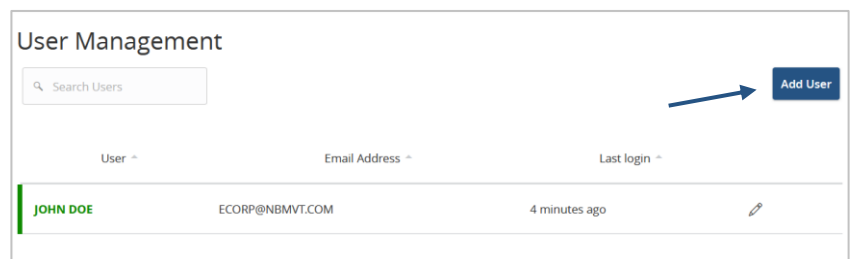 User Management
Search Users
Add User
User Email Address Last login
JOHN DOE ECORP@NBMVT.COM 4 minutes ago